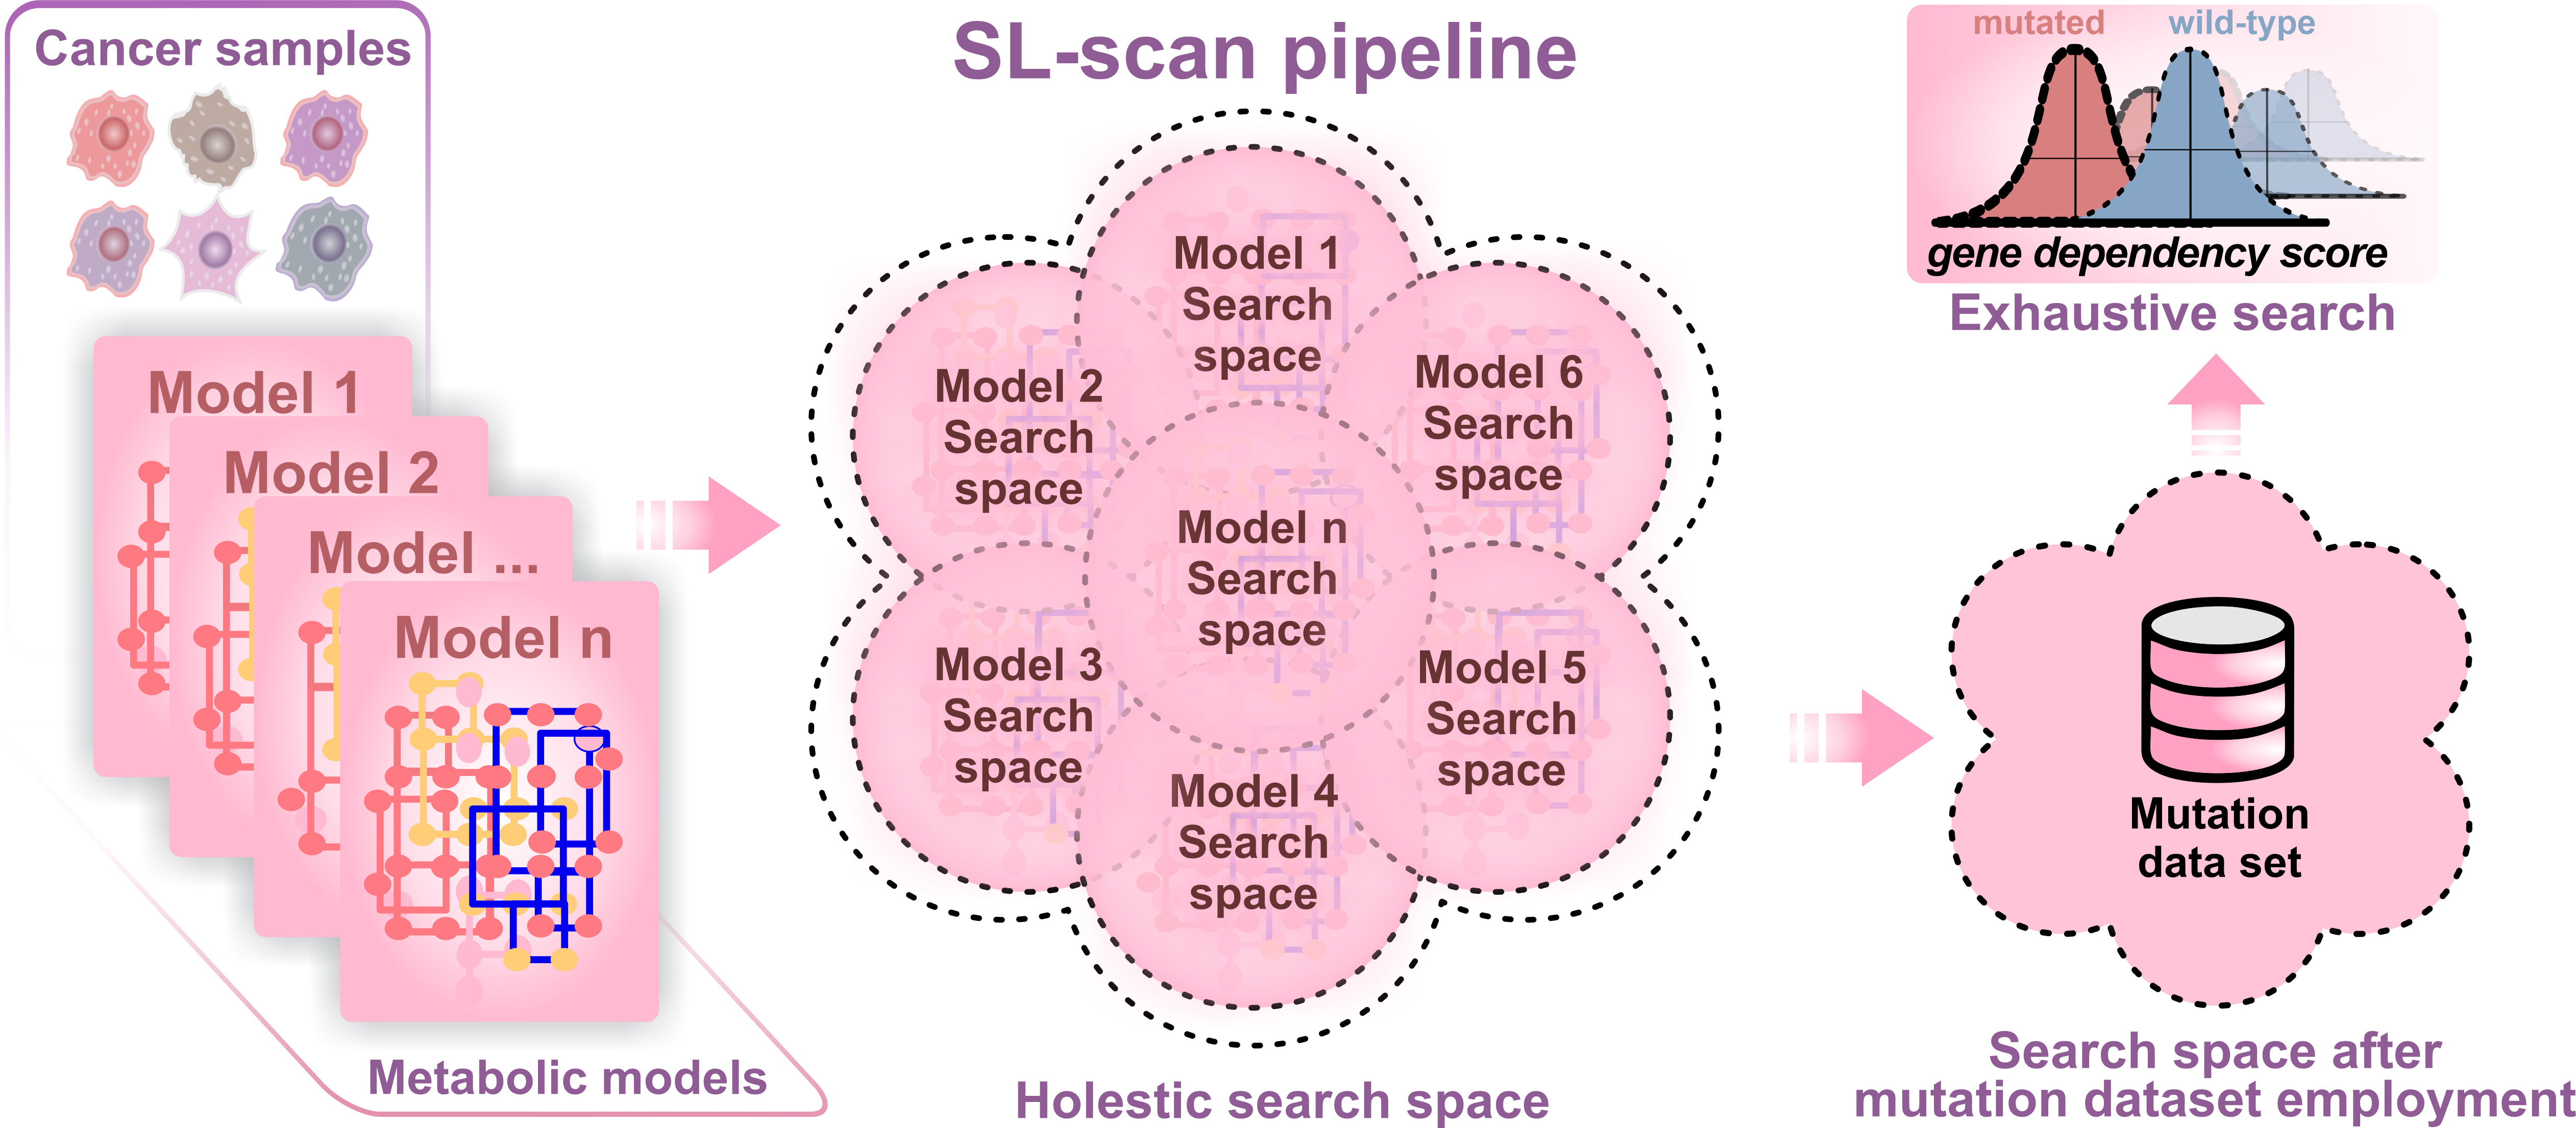 Cancer samples
Model 1
Model 2
Model ...
Model n
Metabolic models
SL-scan pipeline
Model 1
Search
space
Model 2
Search
space
Model 6
Search
space
Model n
Search
space
Model 3
Search
space
Model 5
Search
space
Model 4
Search
space
Holestic search space
mutated
wild-type
gene dependency score
Exhaustive search
Mutation
data set
Search space after
mutation dataset employment